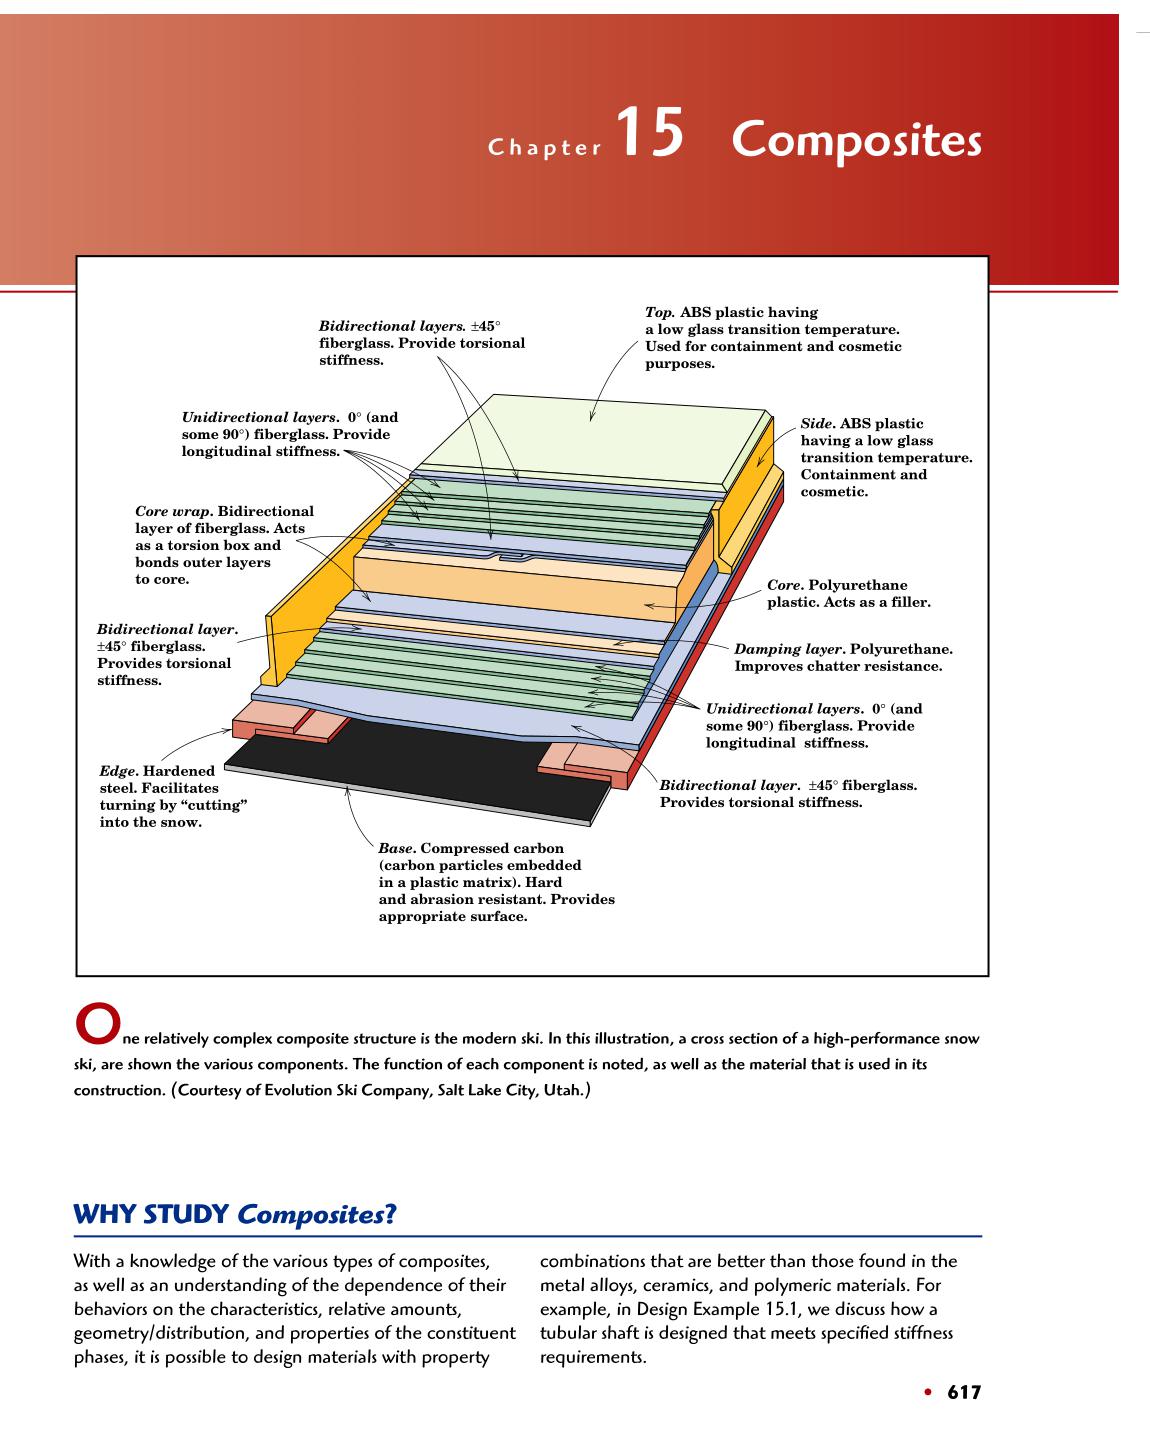 Chapter 15 Composites
Bidirectional layers. ±45°
fiberglass. Provide torsional
stiffness.
Top. ABS plastic having
a low glass transition temperature.
Used for containment and cosmetic
purposes.
Unidirectional layers. 0° (and
some 90°) fiberglass. Provide
longitudinal stiffness.
Side. ABS plastic
having a low glass
transition temperature.
Containment and
cosmetic.
Core wrap. Bidirectional
layer of fiberglass. Acts
as a torsion box and
bonds outer layers
to core.
Core. Polyurethane
plastic. Acts as a filler.
Bidirectional layer.
±45° fiberglass.
Provides torsional
stiffness.
Damping layer. Polyurethane.
Improves chatter resistance.
Unidirectional layers. 0° (and
some 90°) fiberglass. Provide
longitudinal stiffness.
Edge. Hardened
steel. Facilitates
turning by “cutting”
into the snow.
Bidirectional layer. ±45° fiberglass.
Provides torsional stiffness.
Base. Compressed carbon
(carbon particles embedded
in a plastic matrix). Hard
and abrasion resistant. Provides
appropriate surface.
One relatively complex composite structure is the modern ski. In this illustration, a cross section of a high-performance snow
ski, are shown the various components. The function of each component is noted, as well as the material that is used in its
construction. (Courtesy of Evolution Ski Company, Salt Lake City, Utah.)
WHY STUDY Composites?
With a knowledge of the various types of composites,
as well as an understanding of the dependence of their
behaviors on the characteristics, relative amounts,
geometry/distribution, and properties of the constituent
phases, it is possible to design materials with property
combinations that are better than those found in the
metal alloys, ceramics, and polymeric materials. For
example, in Design Example 15.1, we discuss how a
tubular shaft is designed that meets specified stiffness
requirements.
• 617